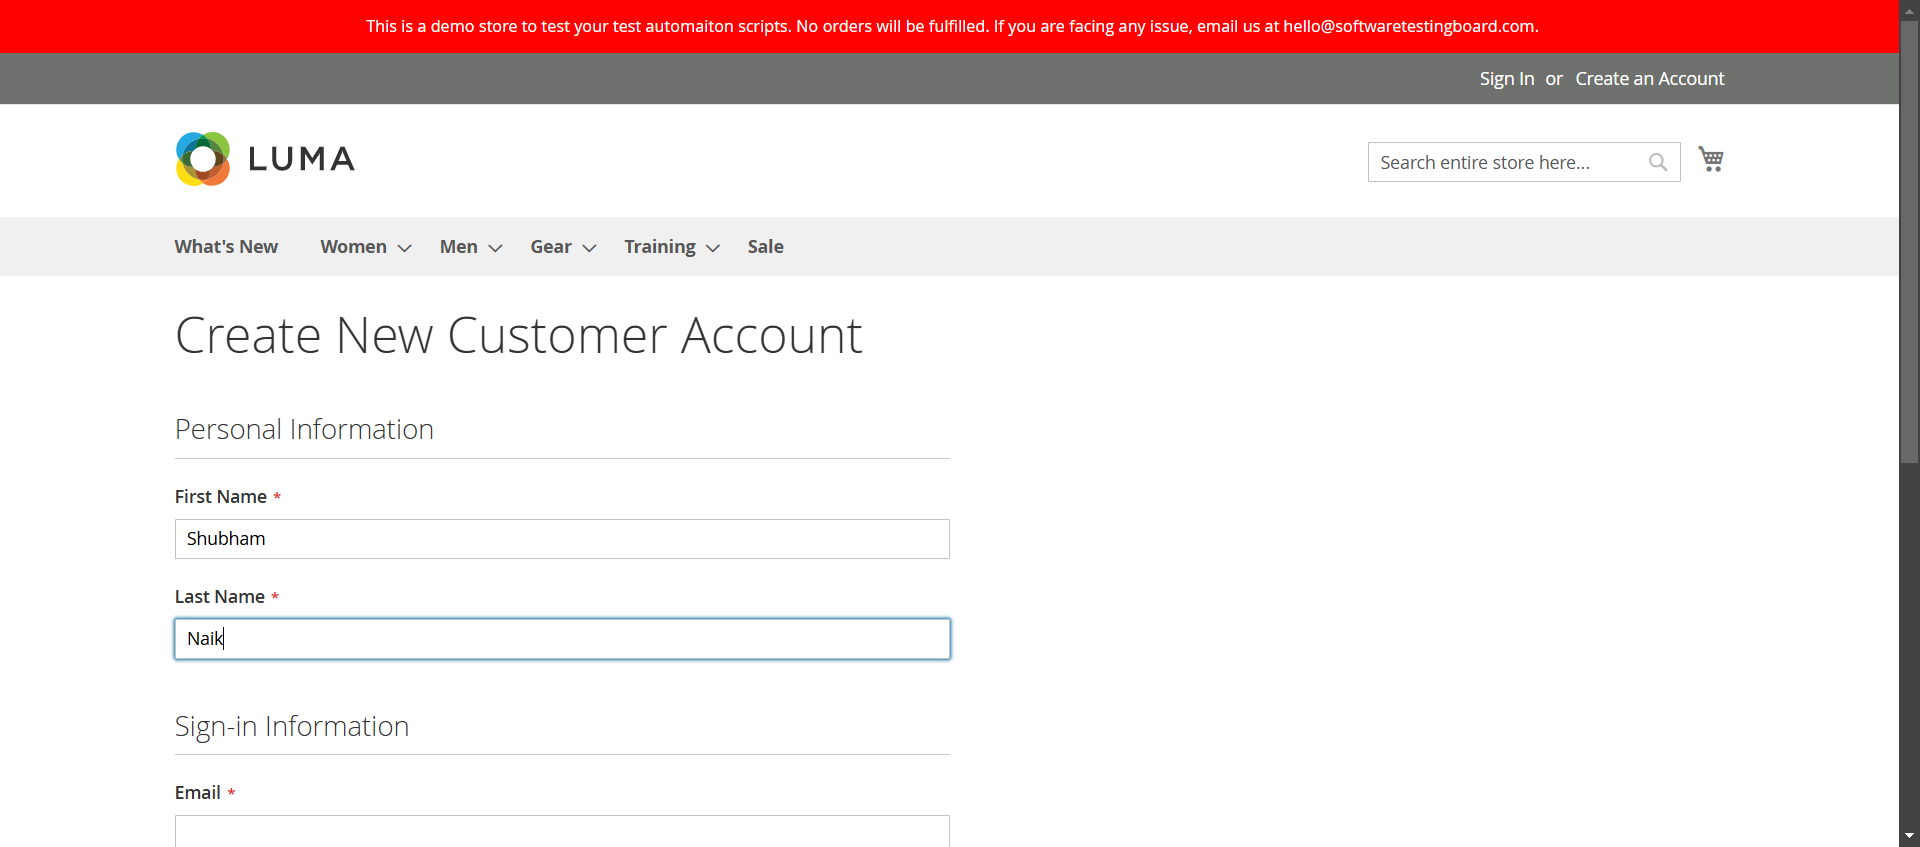 This is a demo store to test your test automaiton scripts. No orders will be fulfilled. If you are facing any issue, email us at hello@softwaretestingboard.com.
Sign In or Create an Account
LUMA
Search entire store here...
What's New Women Men Gear Training Sale
Create New Customer Account
Personal Information
First Name *
Shubham
Last Name *
Naik
Sign-in Information
Email *